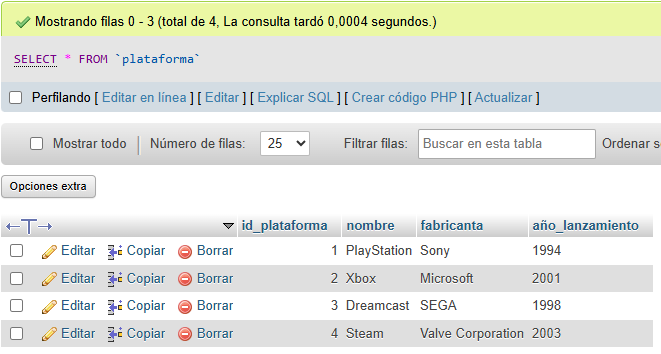 Mostrando filas 0 - 3 (total de 4, La consulta tardó 0,0004 segundos.)
SELECT * FROM `plataforma`
Perfilando [ Editar en línea ] [ Editar ] [ Explicar SQL ] [ Crear código PHP ] [ Actualizar ]
Mostrar todo | Número de filas: 25 Filtrar filas: Buscar en esta tabla Ordenar s
Opciones extra
id_plataforma nombre fabricanta año_lanzamiento
Editar Copiar Borrar 1 PlayStation Sony 1994
Editar Copiar Borrar 2 Xbox Microsoft 2001
Editar Copiar Borrar 3 Dreamcast SEGA 1998
Editar Copiar Borrar 4 Steam Valve Corporation 2003